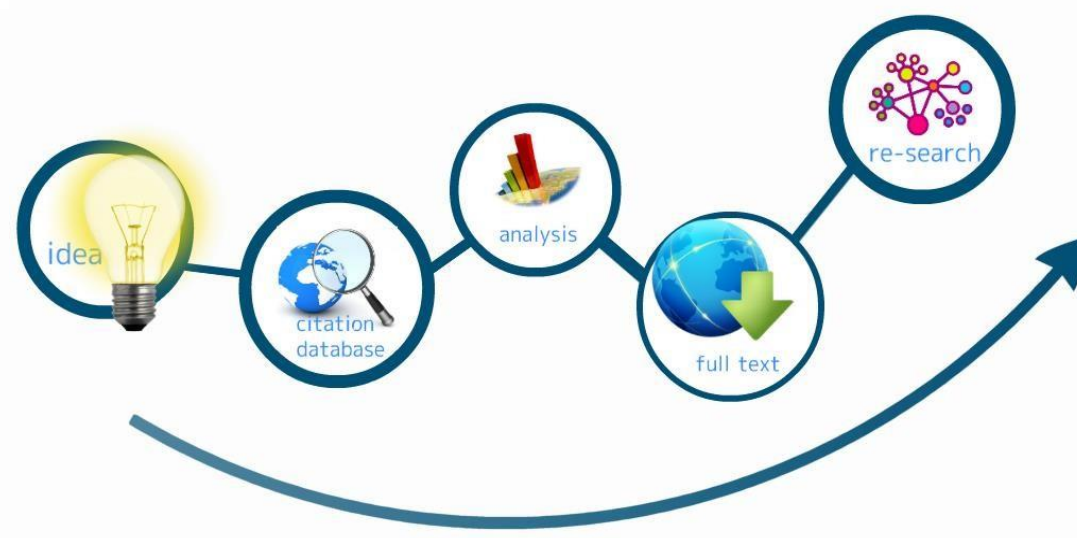 idea
citation
database
analysis
full text
re-search